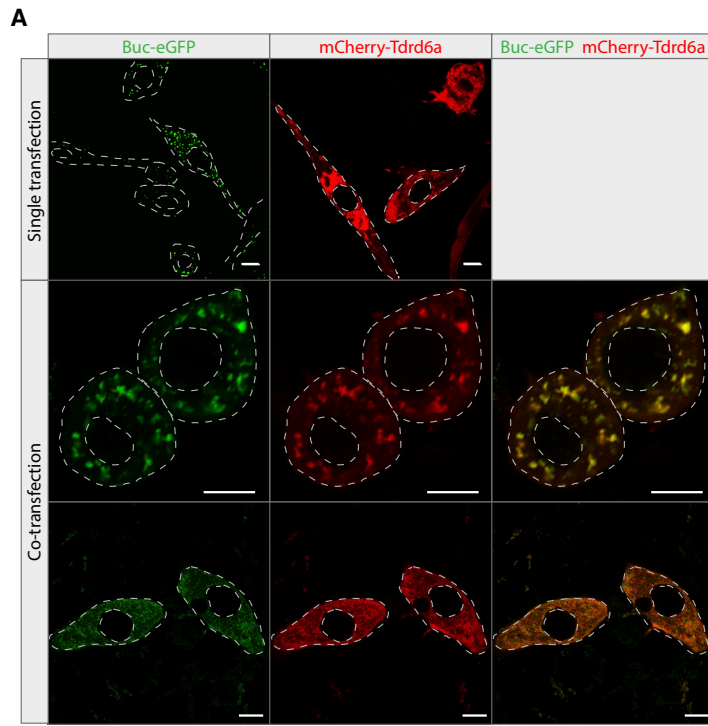 A
Buc-eGFP
mCherry-Tdrd6a
Buc-eGFP mCherry-Tdrd6a
Single transfection
Co-transfection